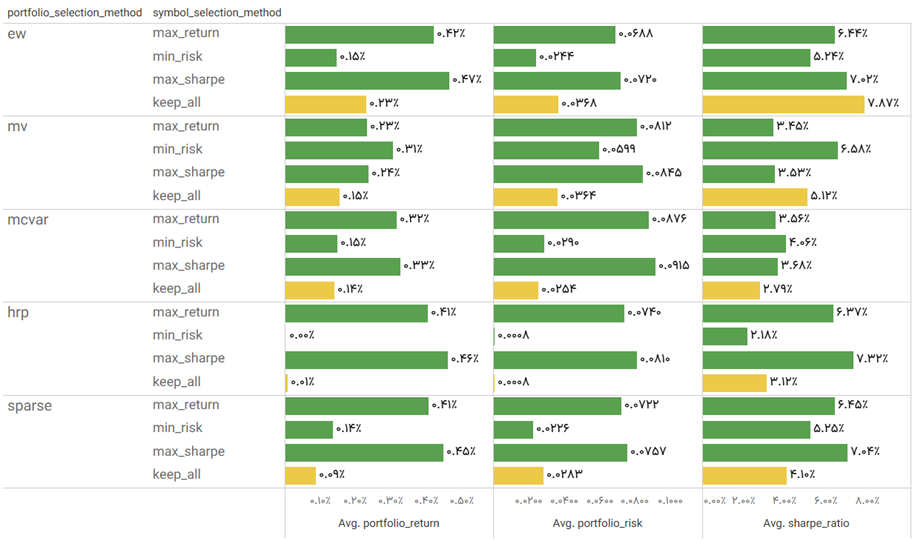 portfolio_selection_method symbol_selection_method
ew max_return ۰.۴۲٪ ۰.۰۶۸۸ ۶.۴۴٪
min_risk ۰.۱۵٪ ۰.۰۲۴۴ ۵.۲۴٪
max_sharpe ۰.۴۷٪ ۰.۰۷۲۰ ۷.۰۲٪
keep_all ۰.۲۳٪ ۰.۰۳۶۸ ۷.۸۷٪
mv max_return ۰.۲۳٪ ۰.۰۸۱۲ ۳.۴۵٪
min_risk ۰.۳۱٪ ۰.۰۵۹۹ ۶.۵۸٪
max_sharpe ۰.۲۴٪ ۰.۰۸۴۵ ۳.۵۳٪
keep_all ۰.۱۵٪ ۰.۰۳۶۴ ۵.۱۲٪
mcvar max_return ۰.۳۲٪ ۰.۰۸۷۶ ۳.۵۶٪
min_risk ۰.۱۵٪ ۰.۰۲۹۰ ۴.۰۶٪
max_sharpe ۰.۳۳٪ ۰.۰۹۱۵ ۳.۶۸٪
keep_all ۰.۱۴٪ ۰.۰۲۵۴ ۲.۷۹٪
hrp max_return ۰.۴۱٪ ۰.۰۷۴۰ ۶.۳۷٪
min_risk ۰.۰۰٪ ۰.۰۰۰۸ ۲.۱۸٪
max_sharpe ۰.۴۶٪ ۰.۰۸۱۰ ۷.۳۲٪
keep_all ۰.۰۱٪ ۰.۰۰۰۸ ۳.۱۲٪
sparse max_return ۰.۴۱٪ ۰.۰۷۲۲ ۶.۴۵٪
min_risk ۰.۱۴٪ ۰.۰۲۲۶ ۵.۲۵٪
max_sharpe ۰.۴۵٪ ۰.۰۷۵۷ ۷.۰۴٪
keep_all ۰.۰۹٪ ۰.۰۲۸۳ ۴.۱۰٪
۰.۱۰٪ ۰.۲۰٪ ۰.۳۰٪ ۰.۴۰٪ ۰.۵۰٪ ۰.۰۲۰۰ ۰.۰۴۰۰ ۰.۰۶۰۰ ۰.۰۸۰۰ ۰.۱۰۰۰ ۰.۰۰٪ ۲.۰۰٪ ۴.۰۰٪ ۶.۰۰٪ ۸.۰۰٪
Avg. portfolio_return Avg. portfolio_risk Avg. sharpe_ratio